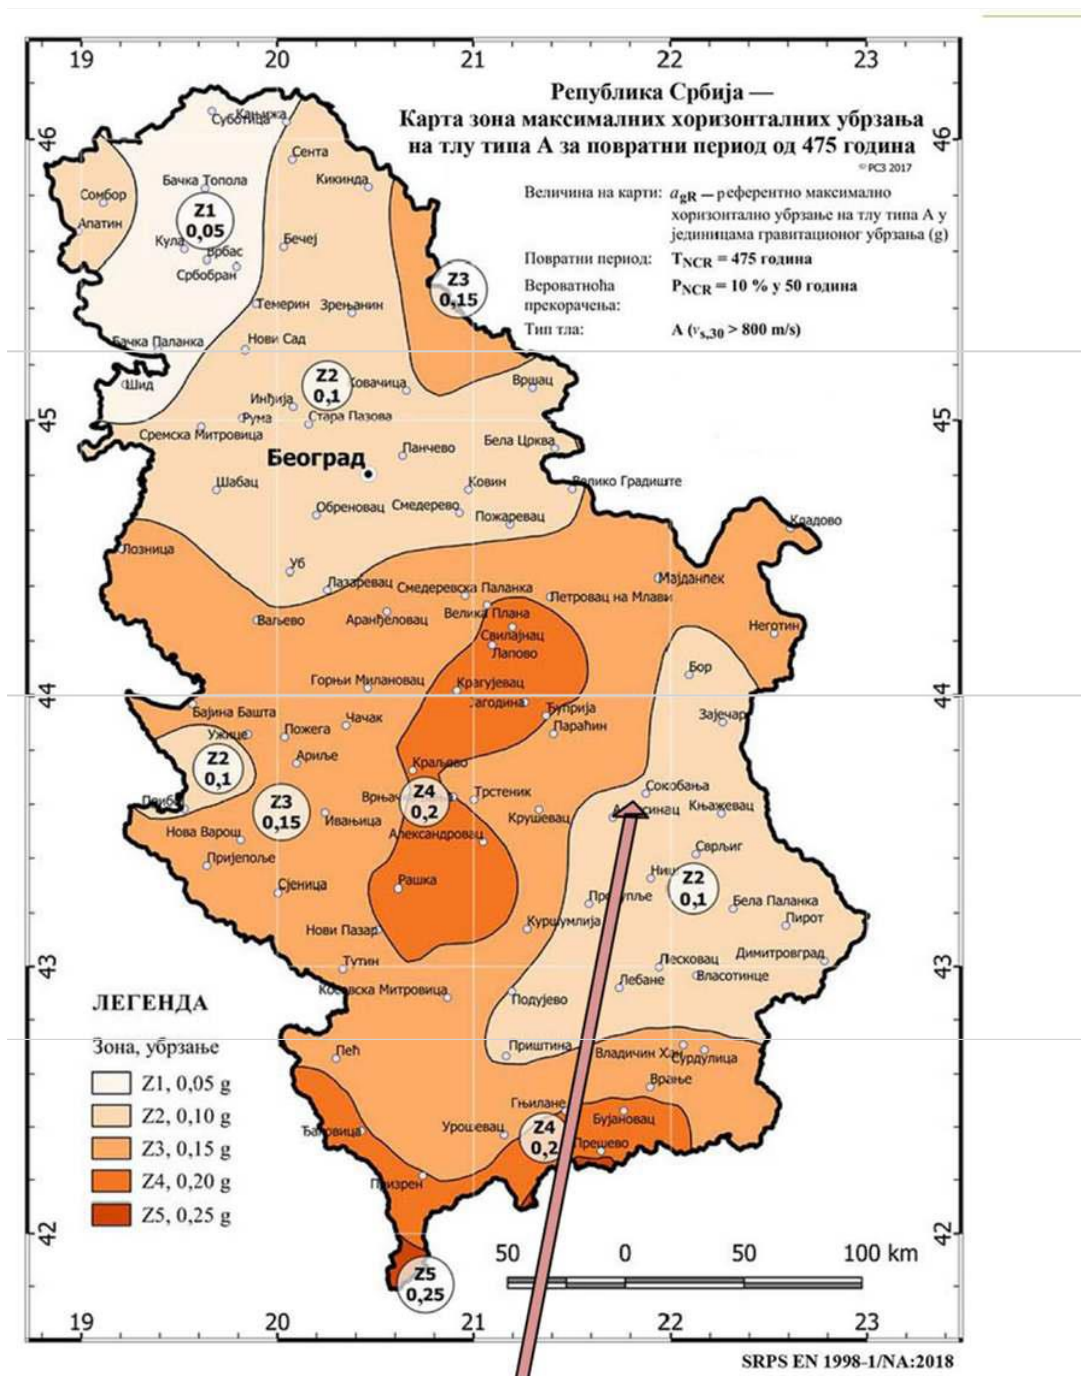 19 20 21 22 23
Република Србија —
Карта зона максималних хоризонталних убрзања
на тлу типа А за повратни период од 475 година
© РСЗ 2017
Величина на карти: agR — референтно максимално
хоризонтално убрзање на тлу типа А у
јединицама гравитационог убрзања (g)
Повратни период: TNCR = 475 година
Вероватноћа PNCR = 10 % у 50 година
прекорачења:
Тип тла: А (vs,30 > 800 m/s)
46 46
Суботица
Кањижа
Сента
Кикинда
Бачка Топола
Сомбор
Апатин
Z1
0,05
Кула
Врбас
Србобран
Бечеј
Z3
0,15
Темерин
Зрењанин
Бачка Паланка
Нови Сад
Шид
Z2
0,1
Ковачица
Вршац
Инђија
45 45
Рума
Стара Пазова
Сремска Митровица
Бела Црква
Панчево
Београд
Шабац
Ковин
Велико Градиште
Обреновац
Смедерево
Пожаревац
Кладово
Лозница
Уб
Лазаревац
Мајданпек
Смедеревска Паланка
Петровац на Млави
Ваљево
Аранђеловац
Велика Плана
Свилајнац
Неготин
Лапово
Бор
Горњи Милановац
Крагујевац
44 44
Јагодина
Бајина Башта
Чачак
Ћуприја
Зајечар
Ужице
Пожега
Параћин
Z2
0,1
Ариље
Краљево
Сокобања
Прибој
Z3
0,15
Z4
0,2
Трстеник
Књажевац
Нова Варош
Ивањица
Крушевац
Александровац
Пријепоље
Сврљиг
Сјеница
Рашка
Ниш
Z2
0,1
Бела Паланка
Пирот
Куршумлија
Нови Пазар
Димитровград
43 43
Тутин
Лесковац
Власотинце
Косовска Митровица
Лебане
Подујево
ЛЕГЕНДА
Зона, убрзање
Z1, 0,05 g
Z2, 0,10 g
Z3, 0,15 g
Z4, 0,20 g
Z5, 0,25 g
Пећ
Приштина
Владичин Хан
Сурдулица
Врање
Гњилане
Бујановац
Ђаковица
Урошевац
Z4
0,2
Прешево
Призрен
42 42
Z5
0,25
50 0 50 100 km
19 20 21 22 23
SRPS EN 1998-1/NA:2018